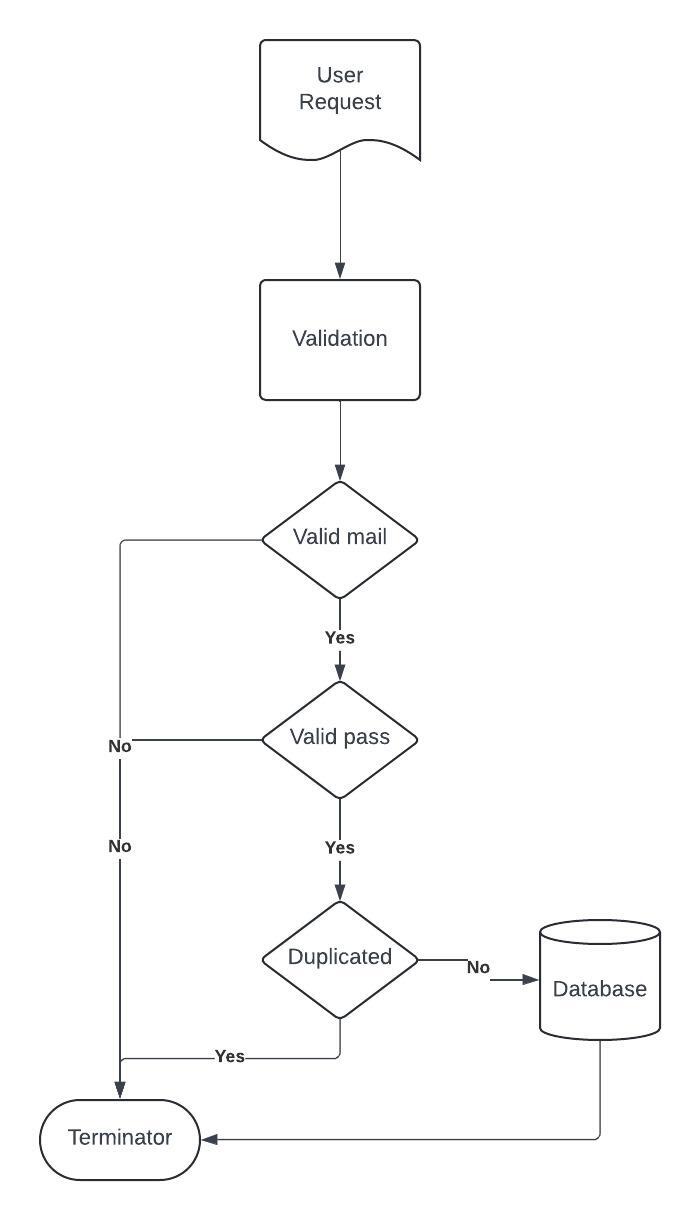 User
Request
Validation
Valid mail
Yes
Valid pass
No
No
Yes
Duplicated
No
Database
Yes
Terminator